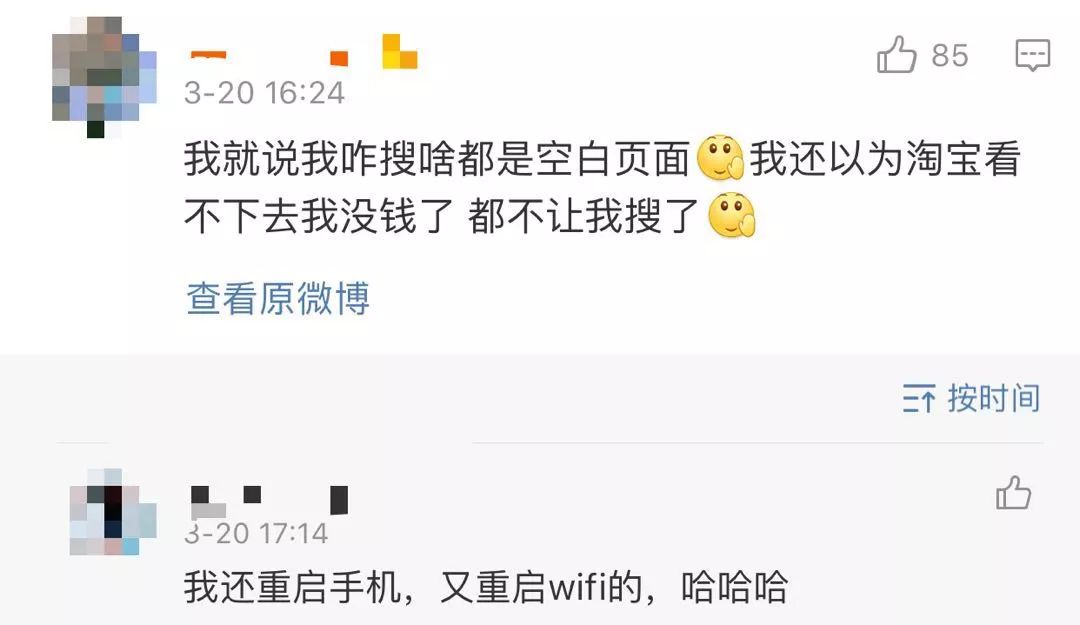 85
3-20 16:24
我就说我咋搜啥都是空白页面我还以为淘宝看
不下去我没钱了 都不让我搜了
查看原微博
按时间
3-20 17:14
我还重启手机，又重启wifi的，哈哈哈